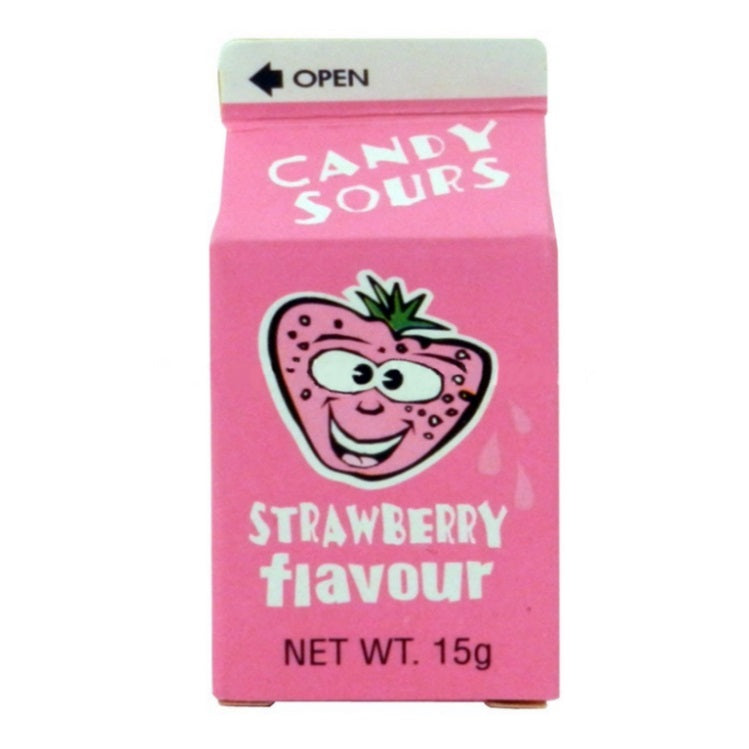 OPEN
CANDY
SOURS
STRAWBERRY
flavour
NET WT. 15g